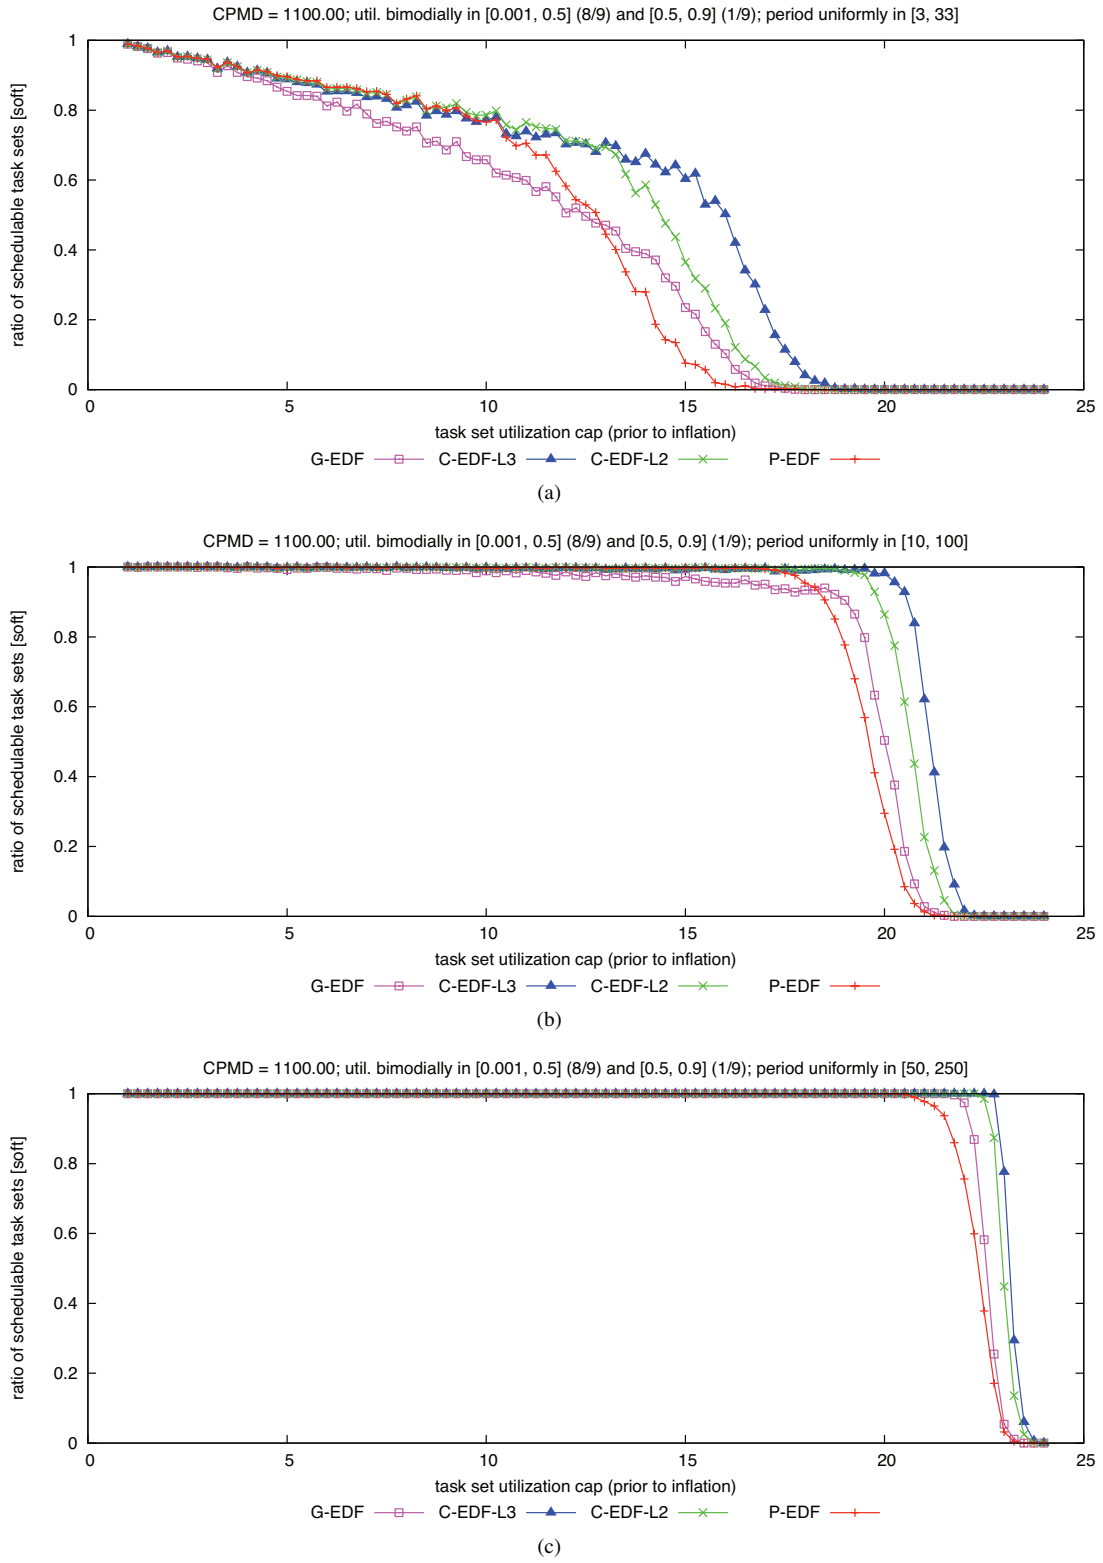 CPMD = 1100.00; util. bimodially in [0.001, 0.5] (8/9) and [0.5, 0.9] (1/9); period uniformly in [3, 33]
1
0.8
0.6
0.4
0.2
0
ratio of schedulable task sets [soft]
0 5 10 15 20 25
task set utilization cap (prior to inflation)
G-EDF C-EDF-L3 C-EDF-L2 P-EDF
(a)
CPMD = 1100.00; util. bimodially in [0.001, 0.5] (8/9) and [0.5, 0.9] (1/9); period uniformly in [10, 100]
1
0.8
0.6
0.4
0.2
0
ratio of schedulable task sets [soft]
0 5 10 15 20 25
task set utilization cap (prior to inflation)
G-EDF C-EDF-L3 C-EDF-L2 P-EDF
(b)
CPMD = 1100.00; util. bimodially in [0.001, 0.5] (8/9) and [0.5, 0.9] (1/9); period uniformly in [50, 250]
1
0.8
0.6
0.4
0.2
0
ratio of schedulable task sets [soft]
0 5 10 15 20 25
task set utilization cap (prior to inflation)
G-EDF C-EDF-L3 C-EDF-L2 P-EDF
(c)